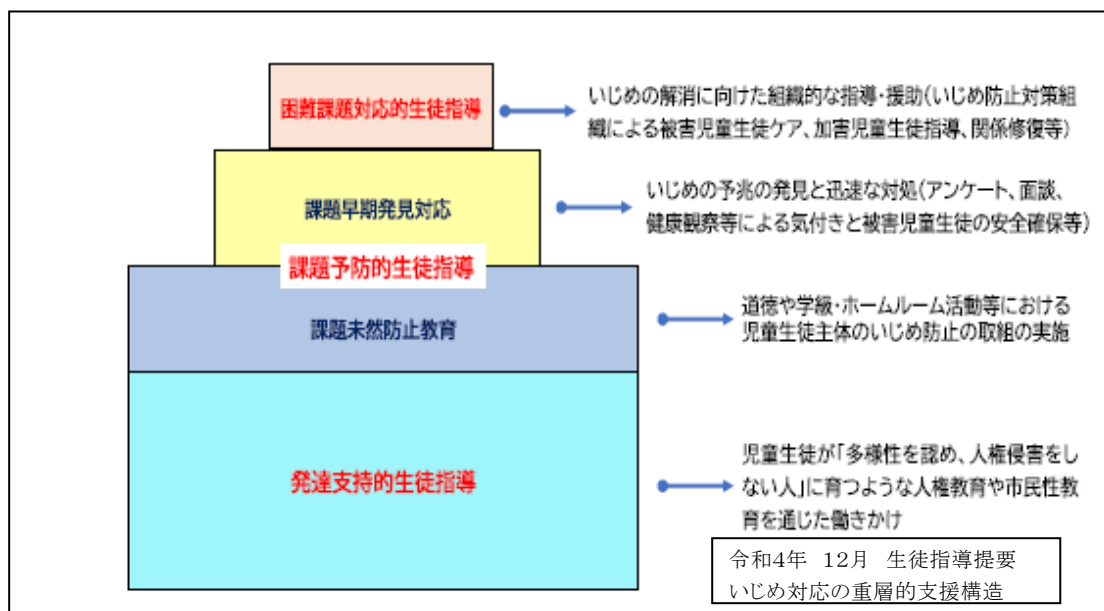 困難課題対応的生徒指導
いじめの解消に向けた組織的な指導・援助(いじめ防止対策組
織による被害児童生徒ケア、加害児童生徒指導、関係修復等)
課題早期発見対応
いじめの予兆の発見と迅速な対処(アンケート、面談、
健康観察等による気付きと被害児童生徒の安全確保等)
課題予防的生徒指導
課題未然防止教育
道徳や学級・ホームルーム活動等における
児童生徒主体のいじめ防止の取組の実施
発達支持的生徒指導
児童生徒が「多様性を認め、人権侵害をし
ない人」に育つような人権教育や市民性教
育を通じた働きかけ
令和4年 12月 生徒指導提要
いじめ対応の重層的支援構造